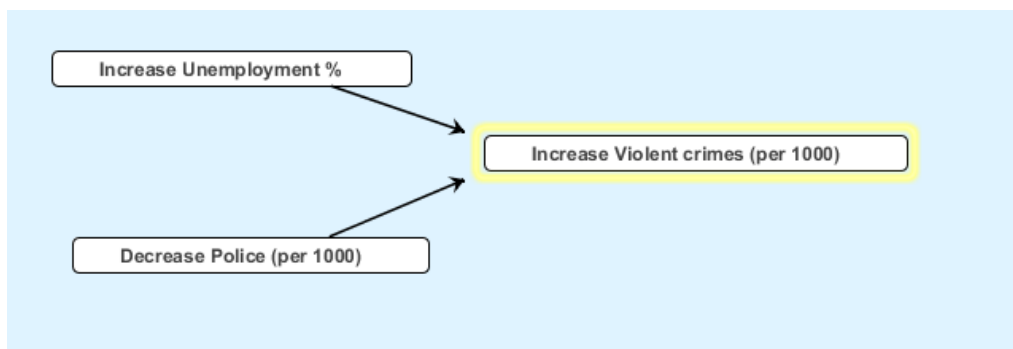 Increase Unemployment %
Increase Violent crimes (per 1000)
Decrease Police (per 1000)